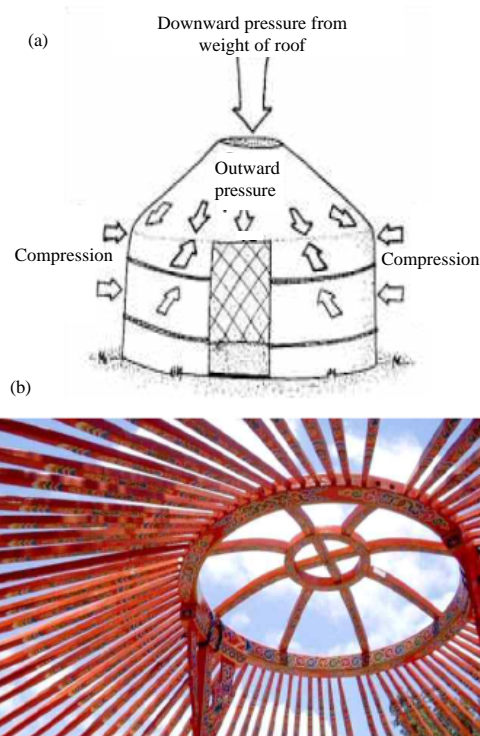 (a)
Downward pressure from
weight of roof
Outward
pressure
Compression
Compression
(b)